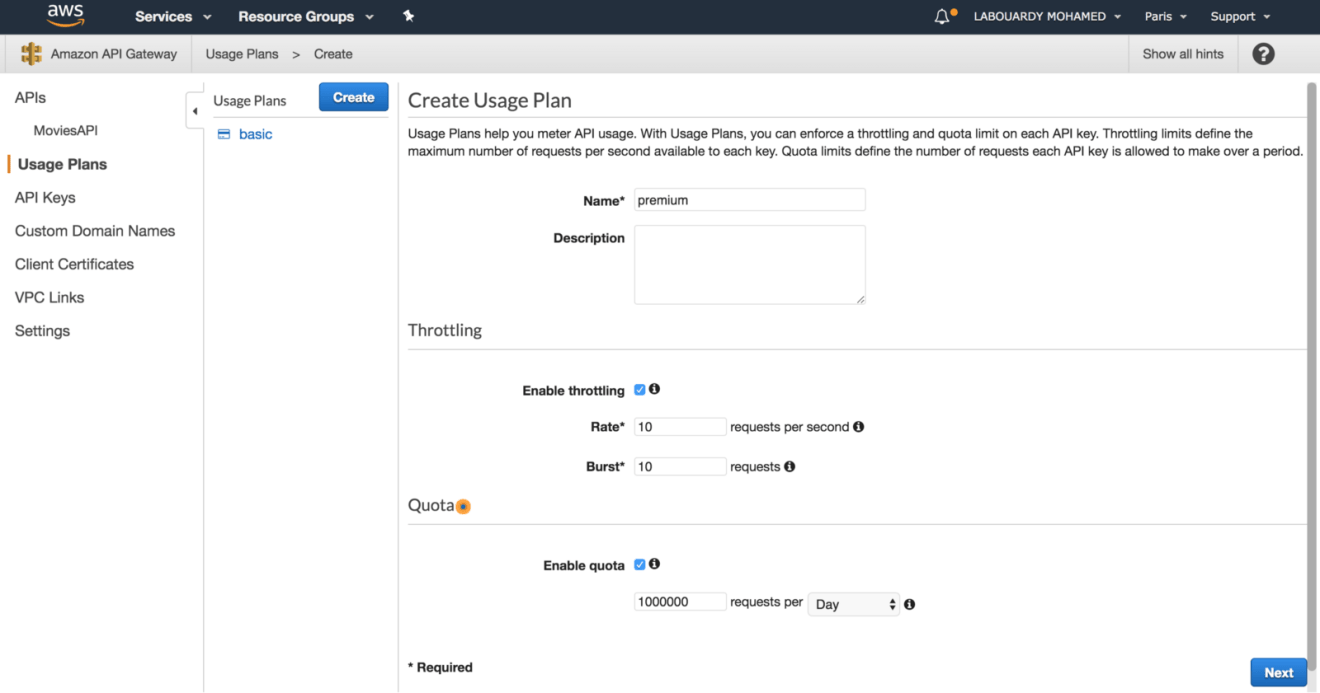 aws Services Resource Groups LABOUARDY MOHAMED Paris Support
Amazon API Gateway Usage Plans > Create Show all hints ?
APIs
MoviesAPI
Usage Plans
API Keys
Custom Domain Names
Client Certificates
VPC Links
Settings
Usage Plans Create
basic
Create Usage Plan
Usage Plans help you meter API usage. With Usage Plans, you can enforce a throttling and quota limit on each API key. Throttling limits define the
maximum number of requests per second available to each key. Quota limits define the number of requests each API key is allowed to make over a period.
Name* premium
Description
Throttling
Enable throttling
Rate* 10 requests per second
Burst* 10 requests
Quota
Enable quota
1000000 requests per Day
* Required
Next